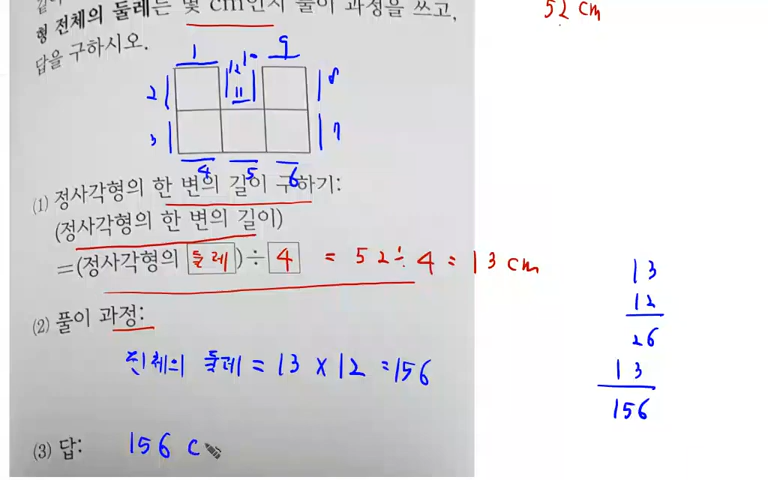 52 cm
형 전체의 둘레는 몇 cm인지 풀이 과정을 쓰고,
답을 구하시오.
1 9
2 12 10 8
11
3 7
4 5 6
(1) 정사각형의 한 변의 길이 구하기:
(정사각형의 한 변의 길이)
=(정사각형의 둘레)÷4 = 52÷4 = 13 cm
(2) 풀이 과정:
전체의 둘레 = 13 × 12 = 156
(3) 답: 156 c
13
12
26
13
156